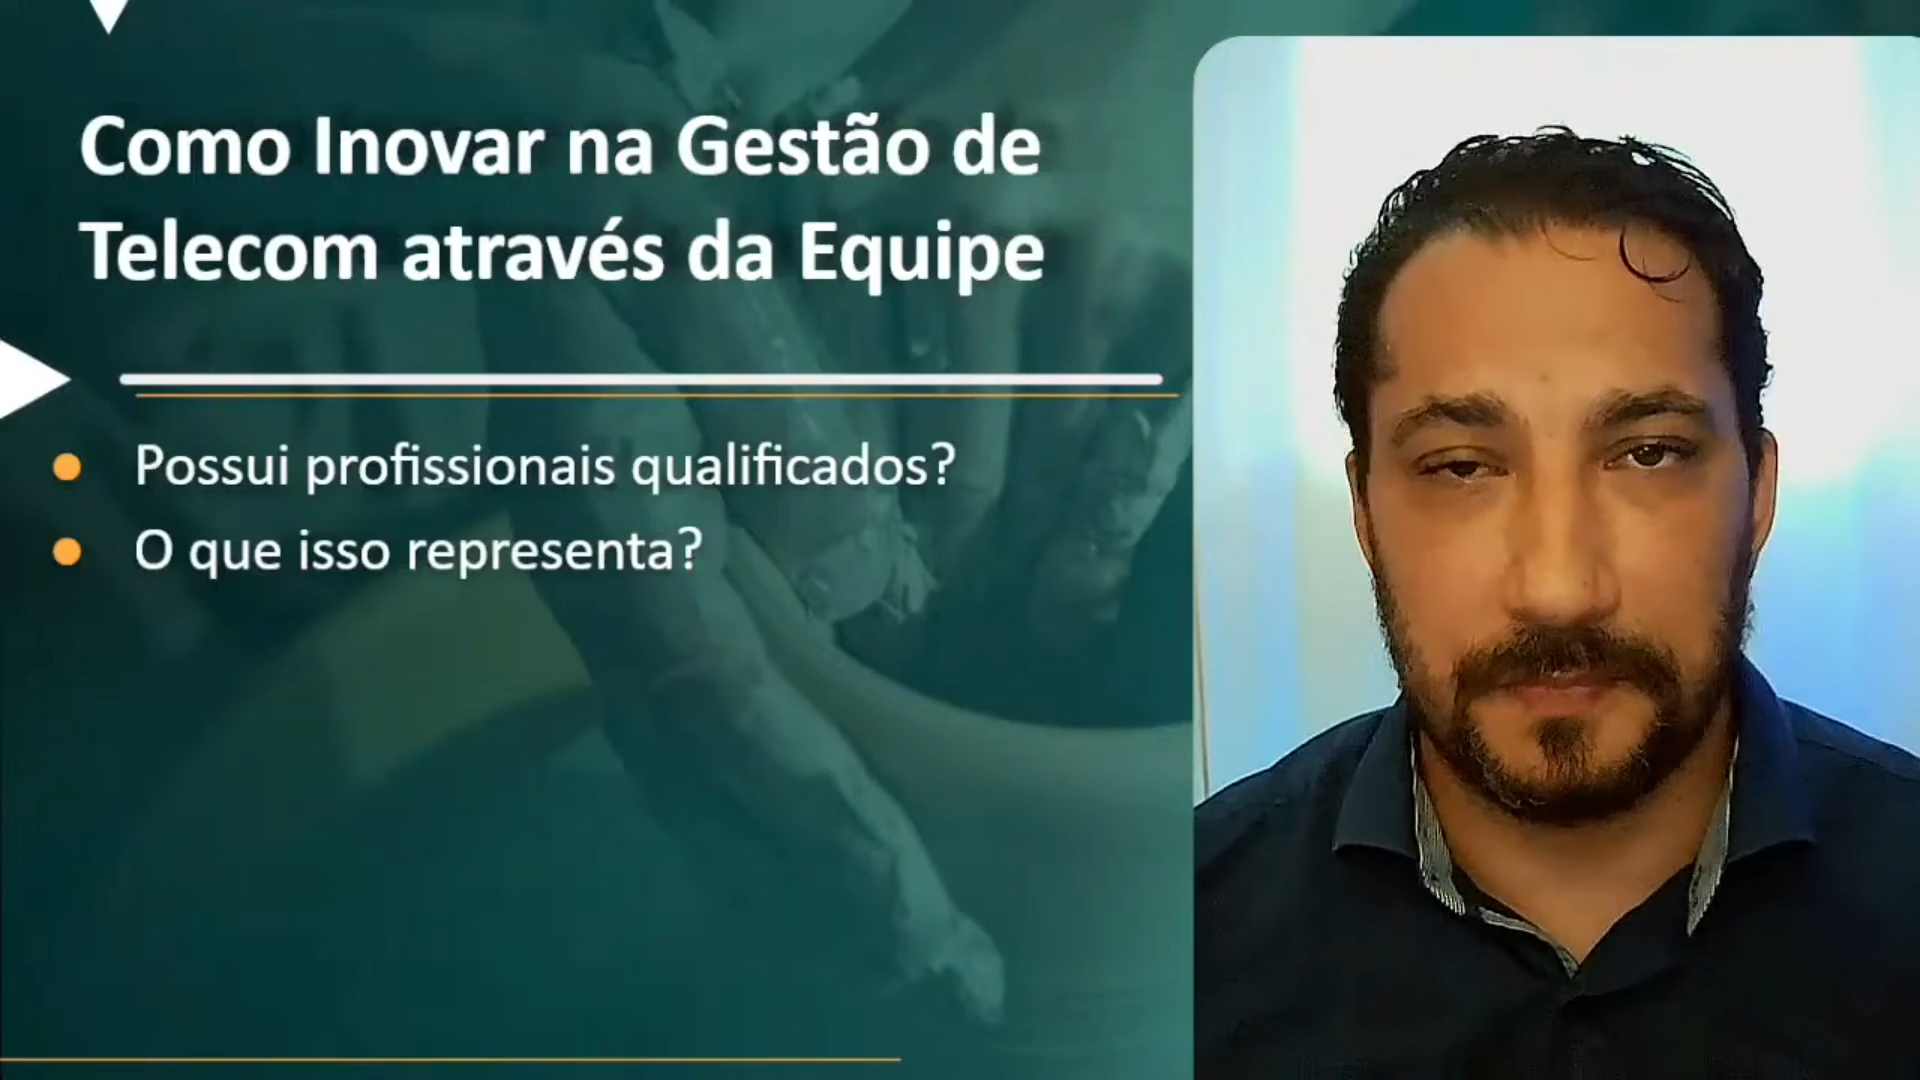 Como Inovar na Gestão de
Telecom através da Equipe
Possui profissionais qualificados?
O que isso representa?